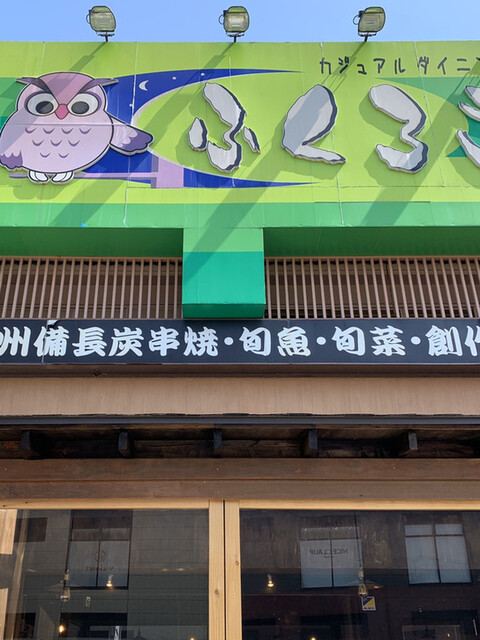 カジュアルダイニ
ふくろ
州備長炭串焼・旬魚・旬菜・創作